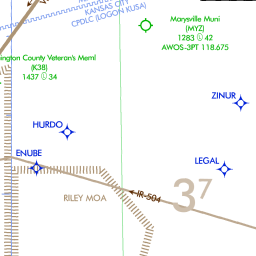 KANSAS CITY
CPDLC (LOGON KUSA)
Marysville Muni
(MYZ)
1283 42
AWOS-3PT 118.675
ington County Veteran's Meml
(K38)
1437 34
ZINUR
HURDO
ENUBE
LEGAL
RILEY MOA
IR-504
37